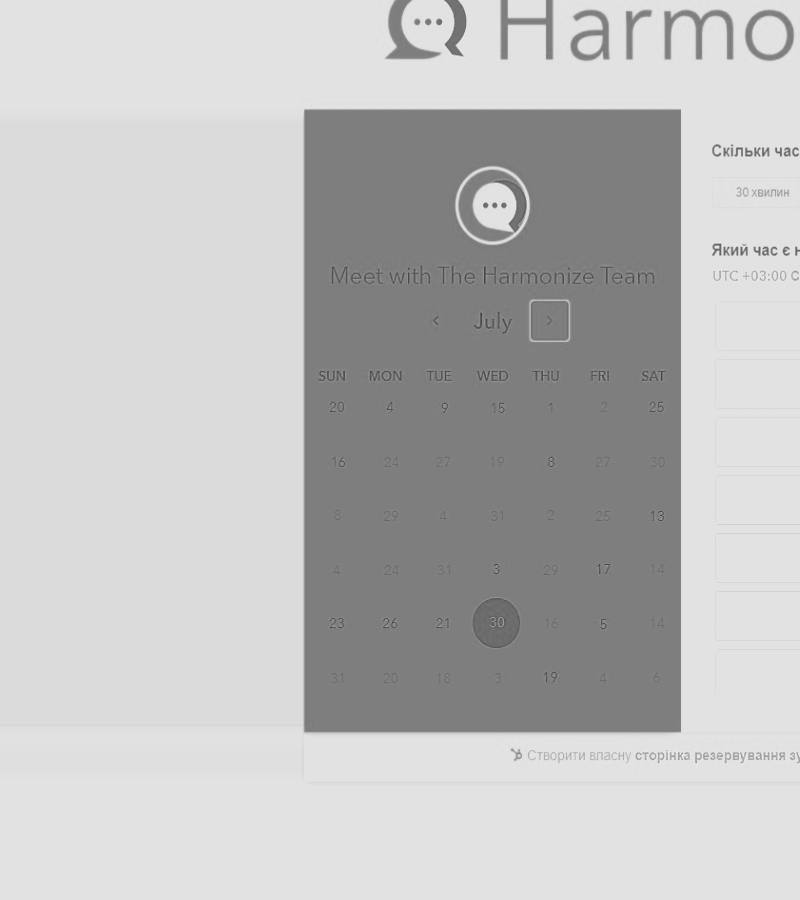 Harmo
Meet with The Harmonize Team
July
SUN MON TUE WED THU FRI SAT
20 4 9 15 1 2 25
16 24 27 19 8 27 30
8 29 4 31 2 25 13
4 24 31 3 29 17 14
23 26 21 30 16 5 14
31 20 18 3 19 4 6
Скільки час
30 хвилин
Який час є н
UTC +03:00 С
Створити власну сторінка резервування зу